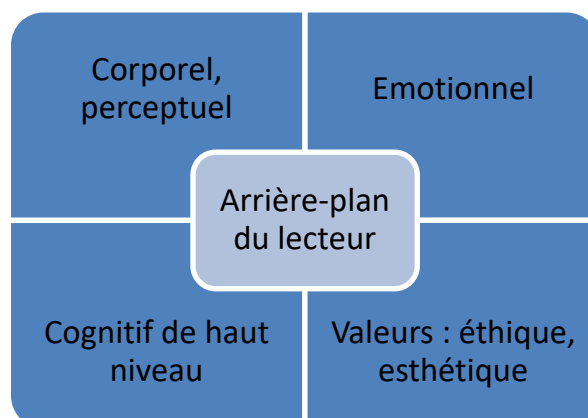 Corporel,
perceptuel
Emotionnel
Arrière-plan
du lecteur
Cognitif de haut
niveau
Valeurs : éthique,
esthétique